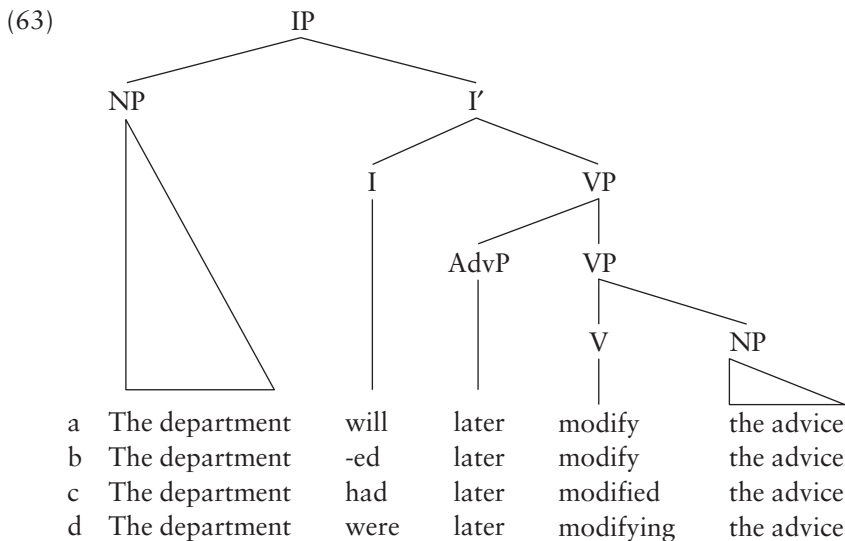 (63) IP
NP I′
I VP
AdvP VP
V NP
a The department will later modify the advice
b The department -ed later modify the advice
c The department had later modified the advice
d The department were later modifying the advice